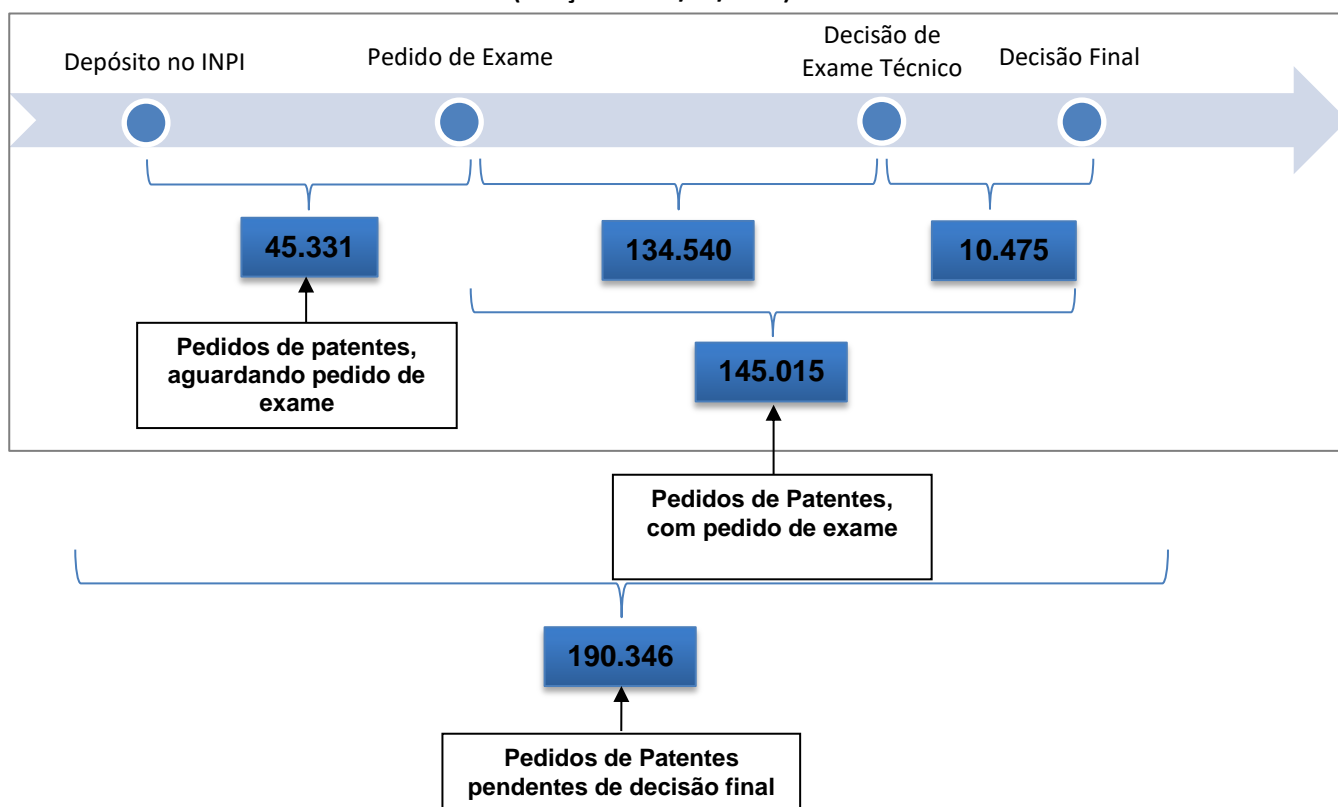 Depósito no INPI
Pedido de Exame
Decisão de
Exame Técnico
Decisão Final
45.331
134.540
10.475
Pedidos de patentes,
aguardando pedido de
exame
145.015
Pedidos de Patentes,
com pedido de exame
190.346
Pedidos de Patentes
pendentes de decisão final